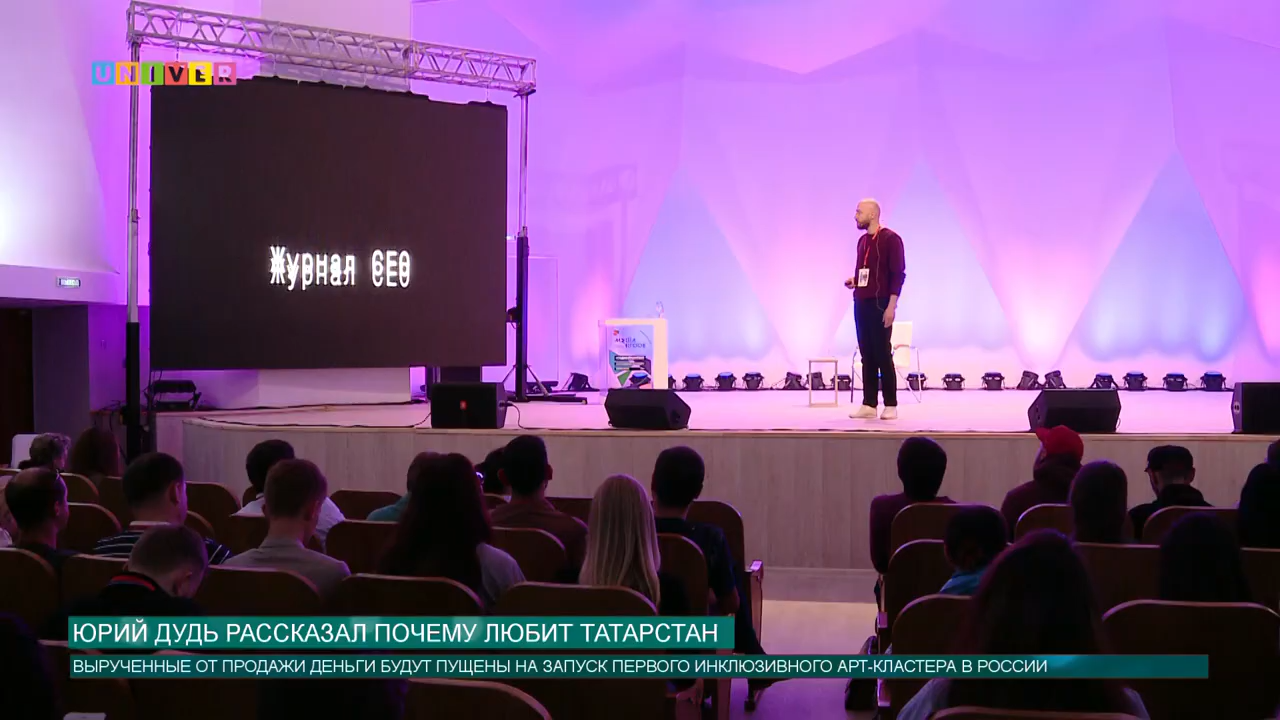 UNIVER
Журнал CEO
ЮРИЙ ДУДЬ РАССКАЗАЛ ПОЧЕМУ ЛЮБИТ ТАТАРСТАН
ВЫРУЧЕННЫЕ ОТ ПРОДАЖИ ДЕНЬГИ БУДУТ ПУЩЕНЫ НА ЗАПУСК ПЕРВОГО ИНКЛЮЗИВНОГО АРТ-КЛАСТЕРА В РОССИИ